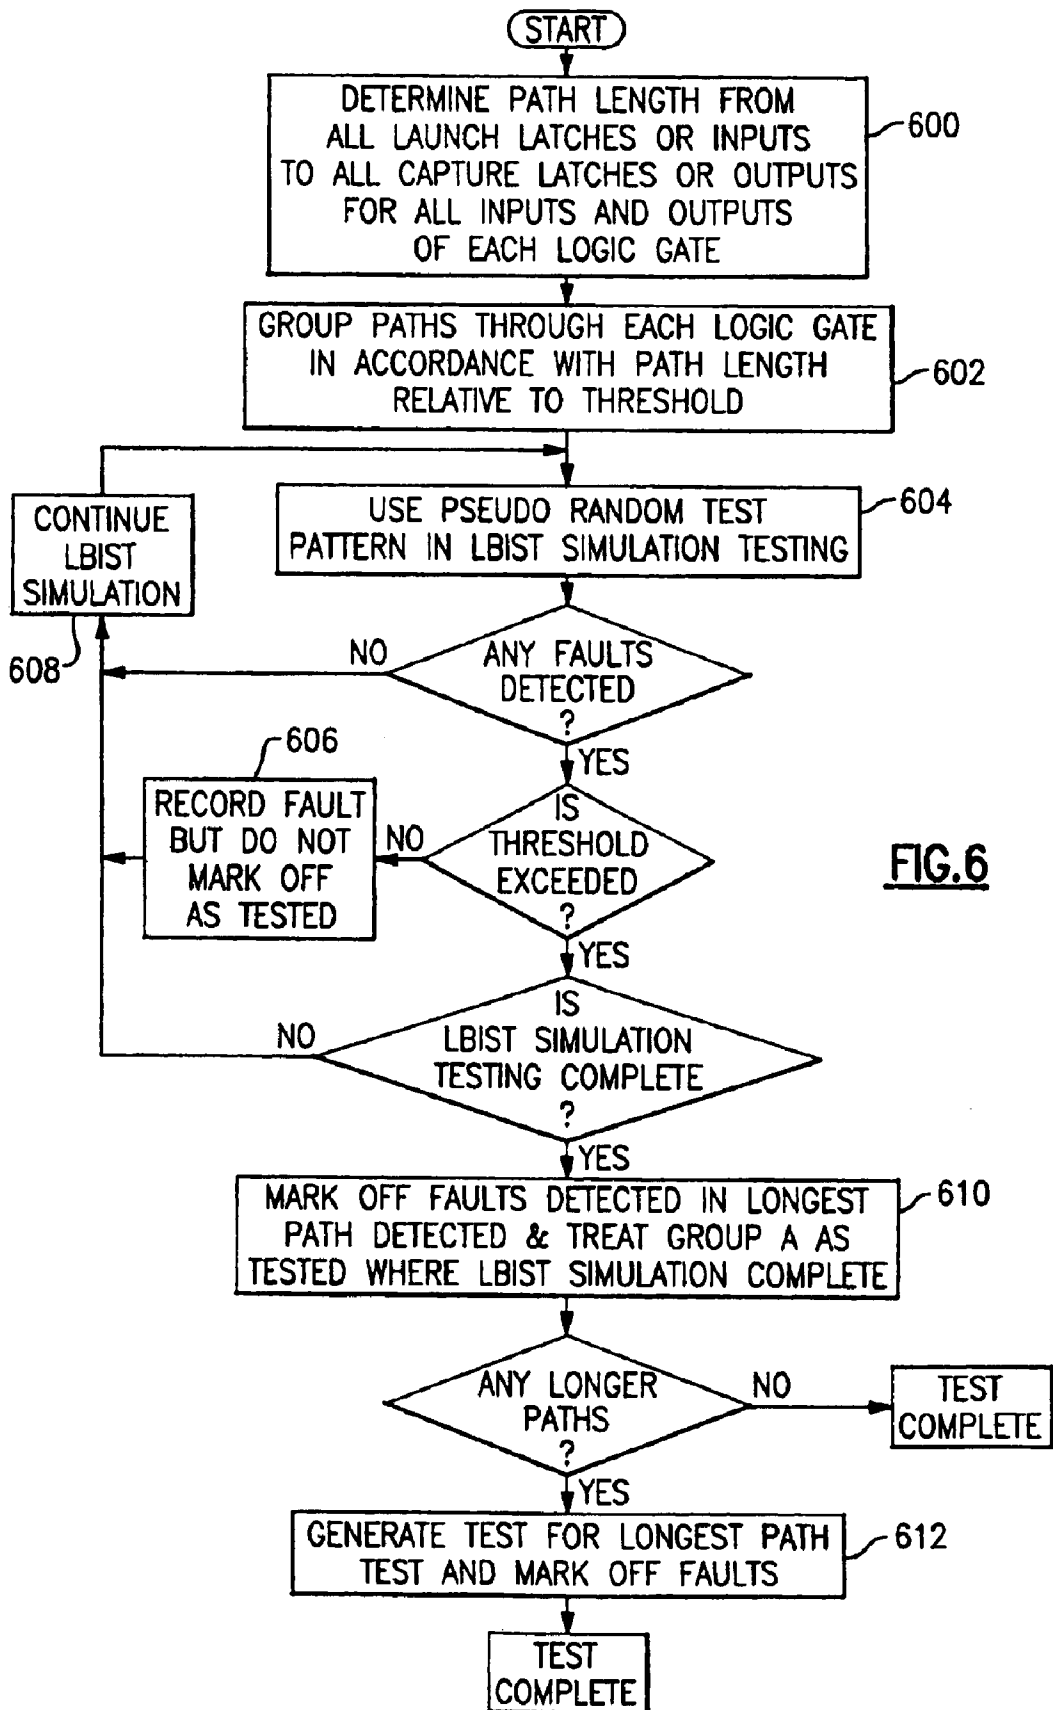 START
DETERMINE PATH LENGTH FROM
ALL LAUNCH LATCHES OR INPUTS
TO ALL CAPTURE LATCHES OR OUTPUTS
FOR ALL INPUTS AND OUTPUTS
OF EACH LOGIC GATE
600
GROUP PATHS THROUGH EACH LOGIC GATE
IN ACCORDANCE WITH PATH LENGTH
RELATIVE TO THRESHOLD
602
USE PSEUDO RANDOM TEST
PATTERN IN LBIST SIMULATION TESTING
604
CONTINUE
LBIST
SIMULATION
608
ANY FAULTS
DETECTED
?
NO
YES
606
RECORD FAULT
BUT DO NOT
MARK OFF
AS TESTED
NO
IS
THRESHOLD
EXCEEDED
?
YES
FIG.6
NO
IS
LBIST SIMULATION
TESTING COMPLETE
?
YES
MARK OFF FAULTS DETECTED IN LONGEST
PATH DETECTED & TREAT GROUP A AS
TESTED WHERE LBIST SIMULATION COMPLETE
610
ANY LONGER
PATHS
?
NO
TEST
COMPLETE
YES
GENERATE TEST FOR LONGEST PATH
TEST AND MARK OFF FAULTS
612
TEST
COMPLETE